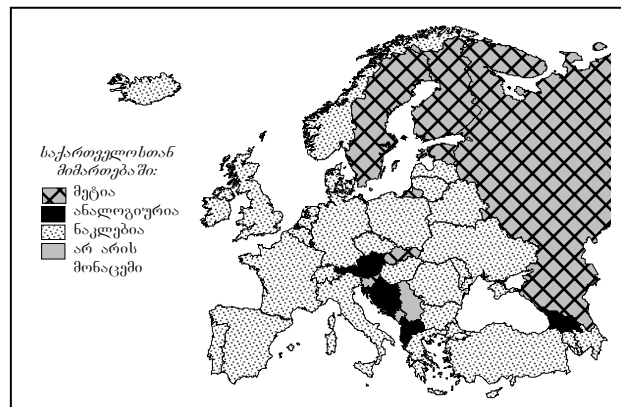 საქართველოსთან
მიმართებაში:
მეტია
ანალოგიურია
ნაკლებია
არ არის
მონაცემი